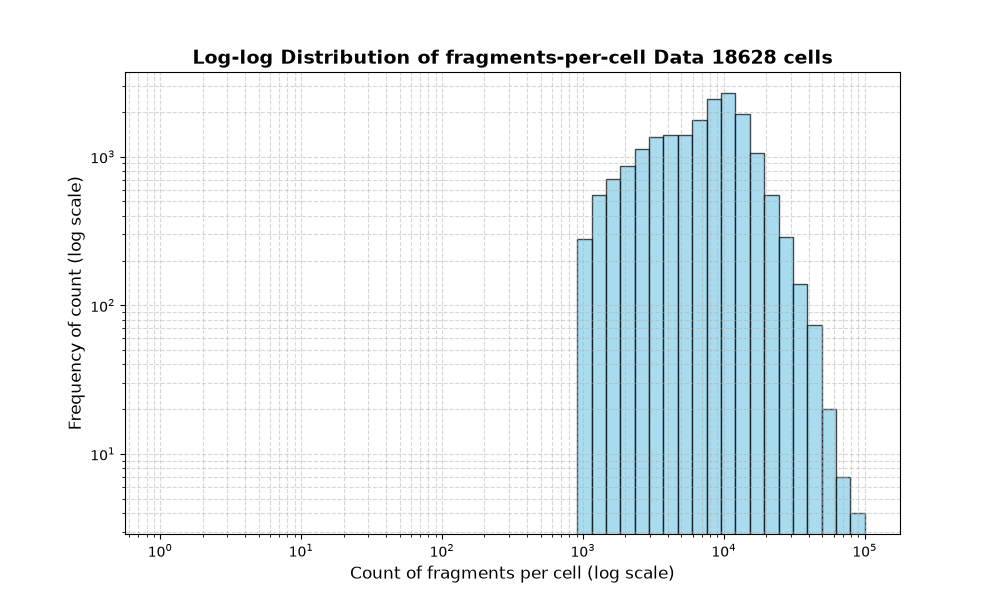 Log-log Distribution of fragments-per-cell Data 18628 cells
Frequency of count (log scale)
10³
10²
10¹
10⁰ 10¹ 10² 10³ 10⁴ 10⁵
Count of fragments per cell (log scale)